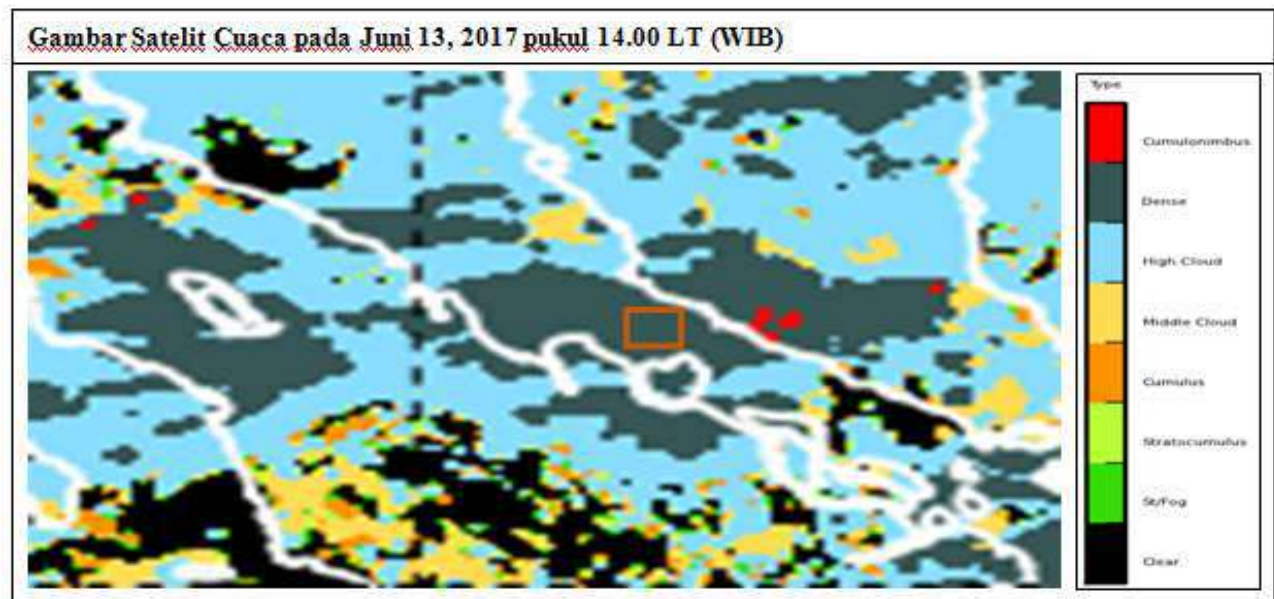 Gambar Satelit Cuaca pada Juni 13, 2017 pukul 14.00 LT (WIB)
Type
Cumulonimbus
Dense
High Cloud
Middle Cloud
Cumulus
Stratocumulus
St/Fog
Clear